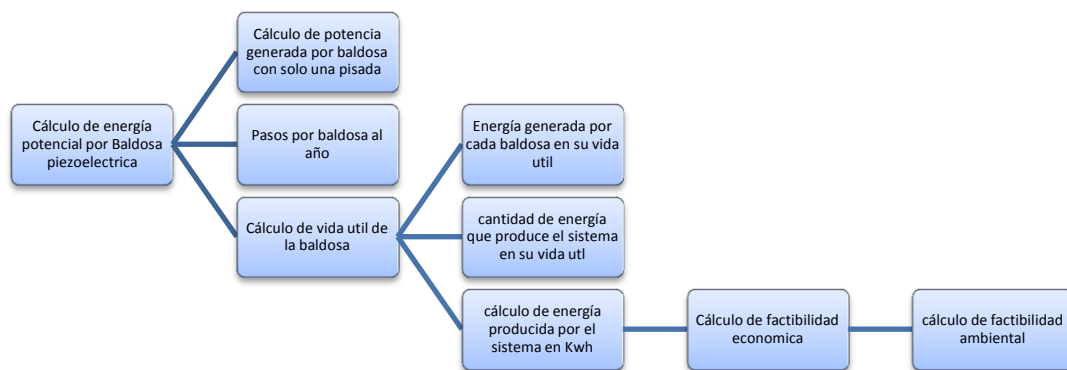 Cálculo de energía
potencial por Baldosa
piezoelectrica
Cálculo de potencia
generada por baldosa
con solo una pisada
Pasos por baldosa al
año
Cálculo de vida util de
la baldosa
Energía generada por
cada baldosa en su vida
util
cantidad de energía
que produce el sistema
en su vida utl
cálculo de energía
producida por el
sistema en Kwh
Cálculo de factibilidad
economica
cálculo de factibilidad
ambiental